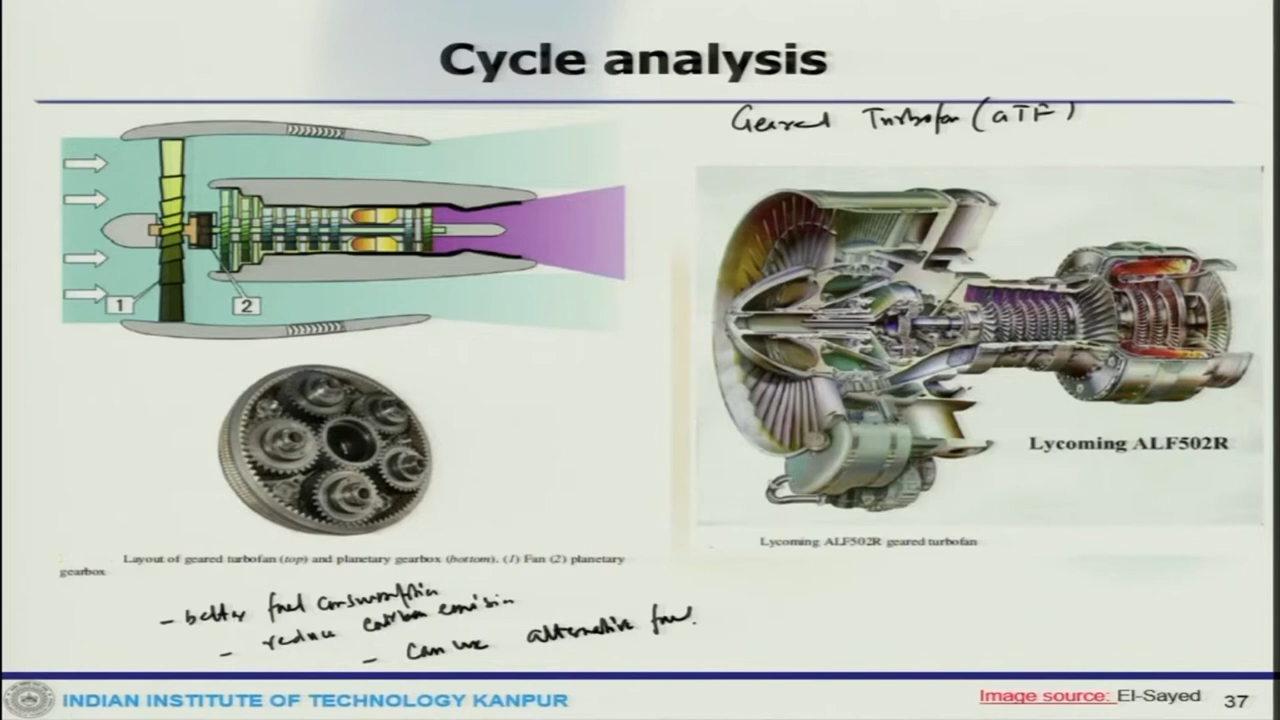 Cycle analysis
Geared Turbofan (GTF)
1
2
Lycoming ALF502R
Lycoming ALF502R geared turbofan
Layout of geared turbofan (top) and planetary gearbox (bottom). (1) Fan (2) planetary
gearbox
- better fuel consumption
- reduce carbon emission
- can use alternative fuel.
INDIAN INSTITUTE OF TECHNOLOGY KANPUR
Image source: El-Sayed
37